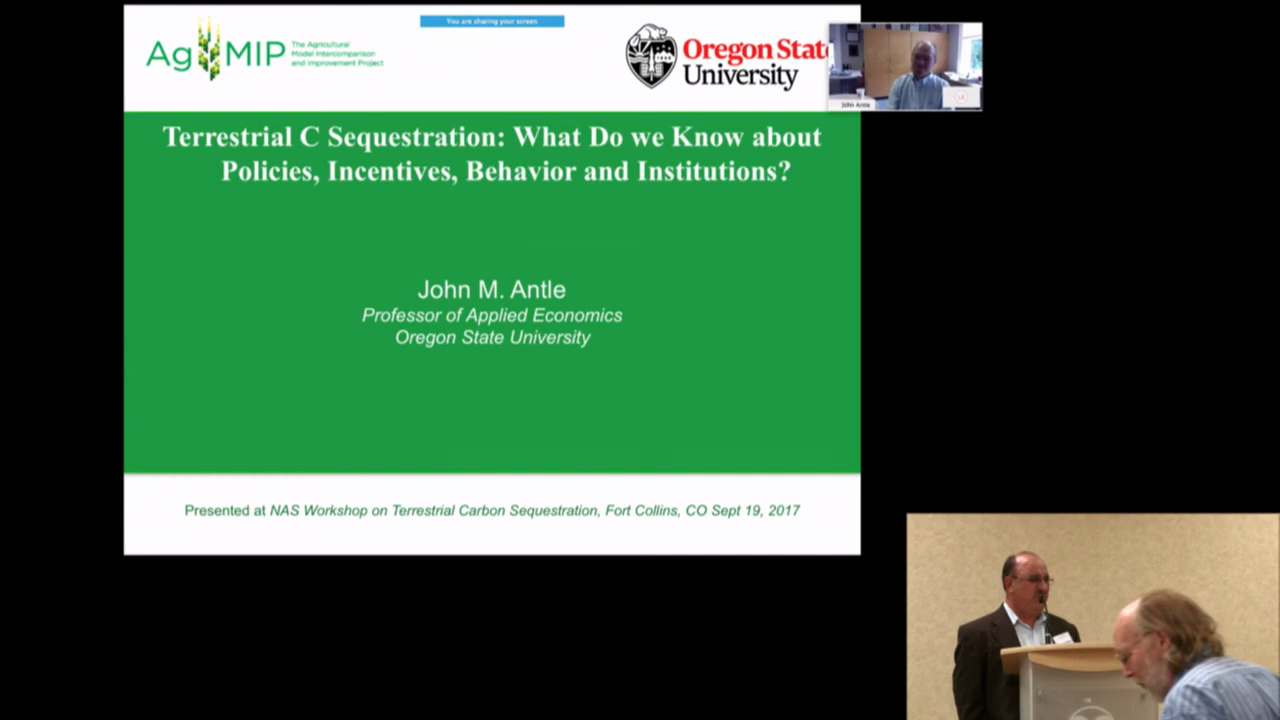 You are sharing your screen
AgMIP
The Agricultural
Model Intercomparison
and Improvement Project
Oregon State
University
John Antle
Terrestrial C Sequestration: What Do we Know about
Policies, Incentives, Behavior and Institutions?
John M. Antle
Professor of Applied Economics
Oregon State University
Presented at NAS Workshop on Terrestrial Carbon Sequestration, Fort Collins, CO Sept 19, 2017